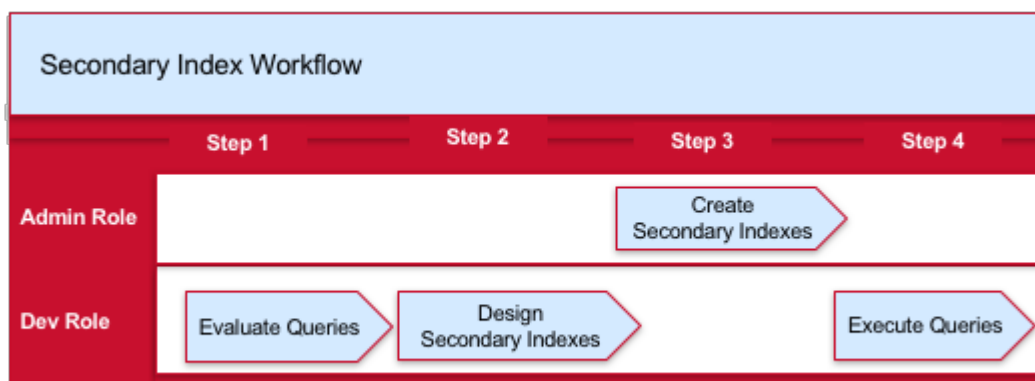 Secondary Index Workflow
Step 1 Step 2 Step 3 Step 4
Admin Role
Create
Secondary Indexes
Dev Role
Evaluate Queries
Design
Secondary Indexes
Execute Queries